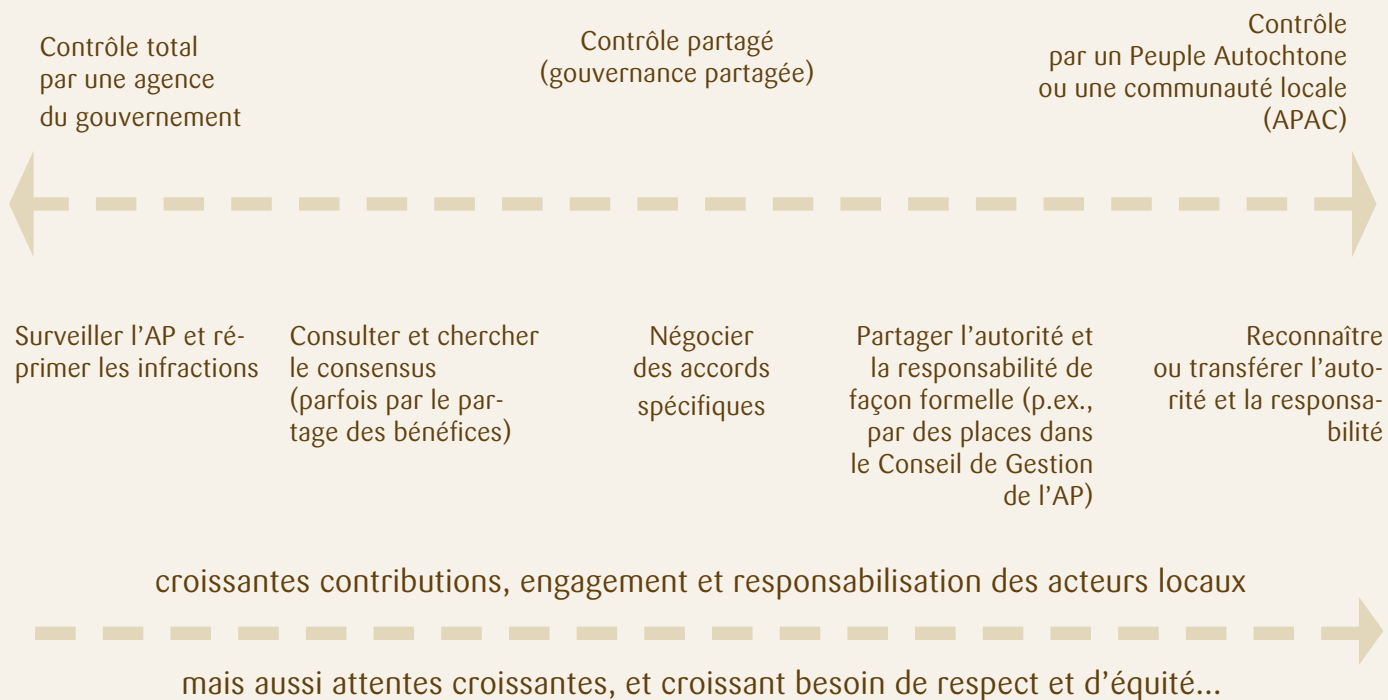 Contrôle total
par une agence
du gouvernement
Contrôle partagé
(gouvernance partagée)
Contrôle
par un Peuple Autochtone
ou une communauté locale
(APAC)
Surveiller l’AP et ré-
primer les infractions
Consulter et chercher
le consensus
(parfois par le par-
tage des bénéfices)
Négocier
des accords
spécifiques
Partager l’autorité et
la responsabilité de
façon formelle (p.ex.,
par des places dans
le Conseil de Gestion
de l’AP)
Reconnaître
ou transférer l’auto-
rité et la responsa-
bilité
croissantes contributions, engagement et responsabilisation des acteurs locaux
mais aussi attentes croissantes, et croissant besoin de respect et d’équité...